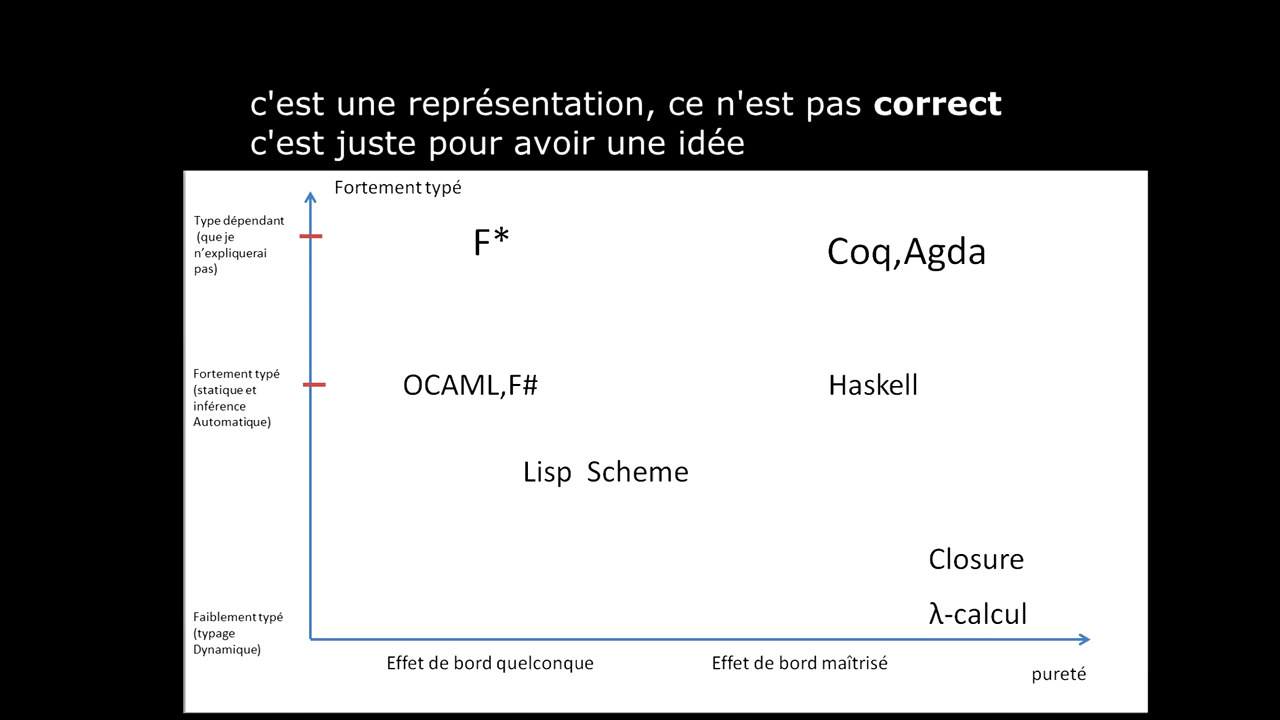 c'est une représentation, ce n'est pas correct
c'est juste pour avoir une idée
Fortement typé
Type dépendant
(que je
n'expliquerai
pas)
F*
Coq,Agda
Fortement typé
(statique et
inférence
Automatique)
OCAML,F#
Haskell
Lisp Scheme
Closure
λ-calcul
Faiblement typé
(typage
Dynamique)
Effet de bord quelconque
Effet de bord maîtrisé
pureté